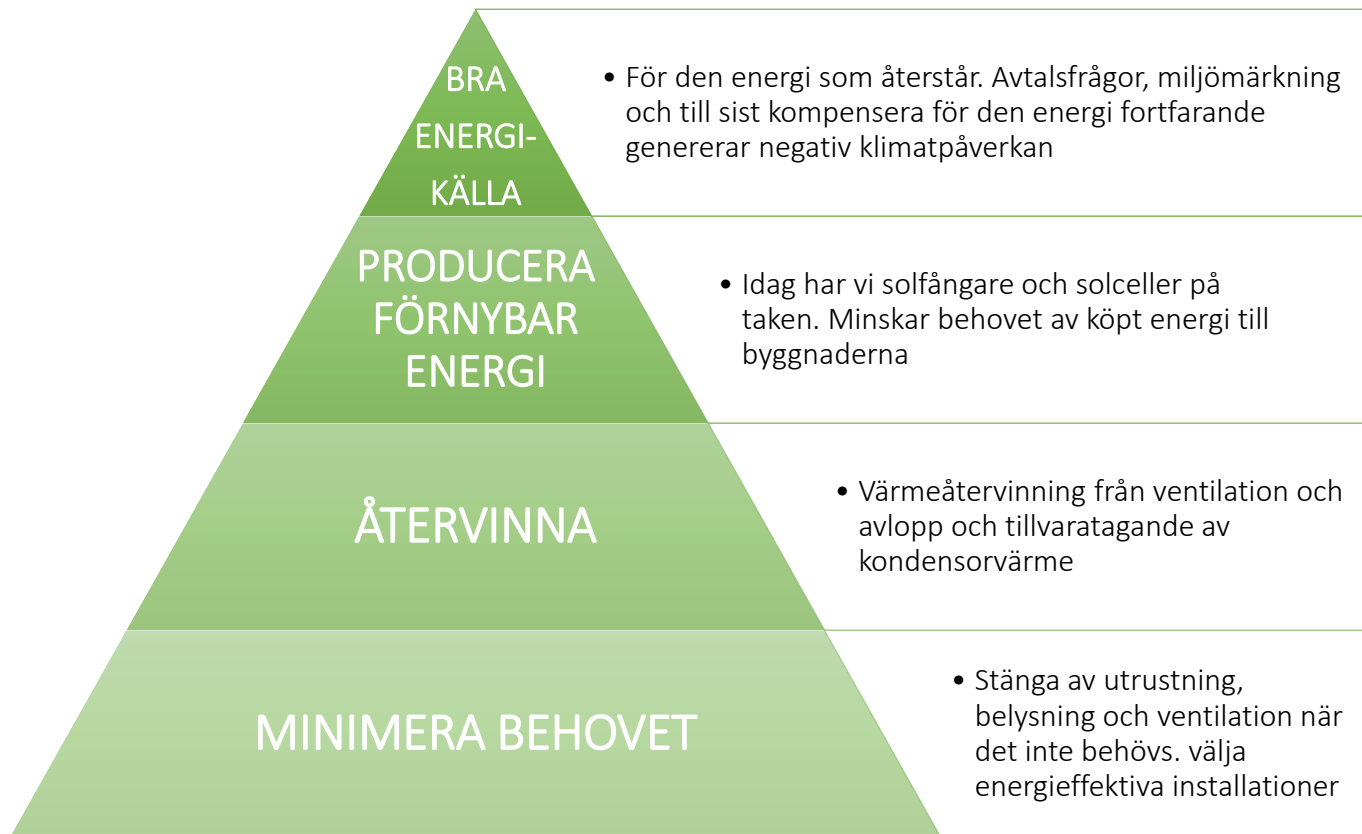 BRA
ENERGI-
KÄLLA
• För den energi som återstår. Avtalsfrågor, miljömärkning
och till sist kompensera för den energi fortfarande
genererar negativ klimatpåverkan
PRODUCERA
FÖRNYBAR
ENERGI
• Idag har vi solfångare och solceller på
taken. Minskar behovet av köpt energi till
byggnaderna
ÅTERVINNA
• Värmeåtervinning från ventilation och
avlopp och tillvaratagande av
kondensorvärme
MINIMERA BEHOVET
• Stänga av utrustning,
belysning och ventilation när
det inte behövs. välja
energieffektiva installationer